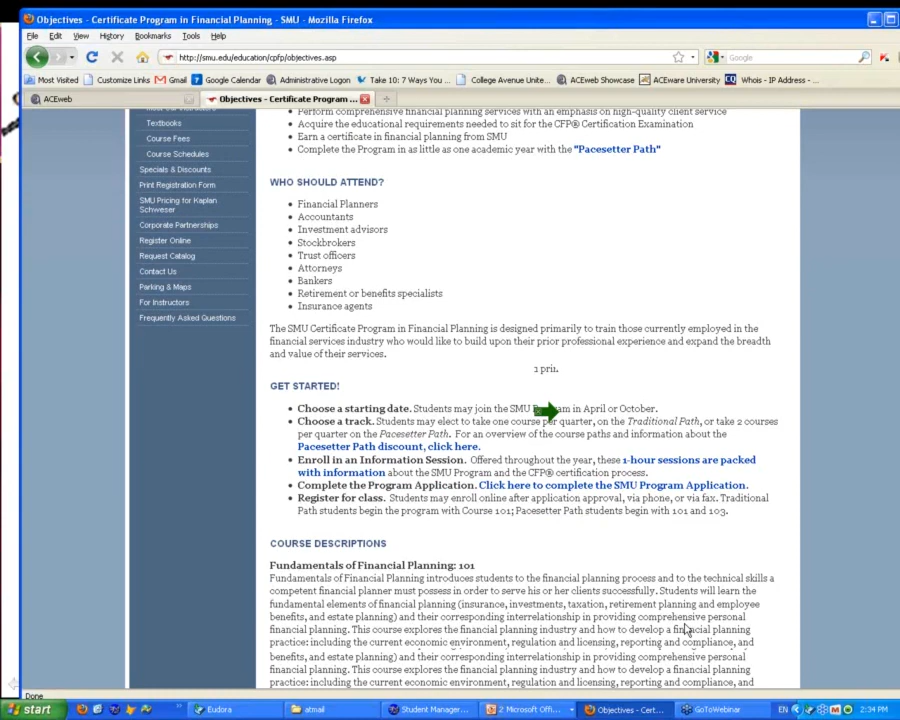 Objectives - Certificate Program in Financial Planning - SMU - Mozilla Firefox
File Edit View History Bookmarks Tools Help
http://smu.edu/education/cpfp/objectives.asp
Google
Most Visited Customize Links Gmail Google Calendar Administrative Logon Take 10: 7 Ways You ... College Avenue Unite... ACEweb Showcase ACEware University Whois - IP Address - ...
ACEweb
Objectives - Certificate Program ...
Textbooks
Course Fees
Course Schedules
Specials & Discounts
Print Registration Form
SMU Pricing for Kaplan
Schweser
Corporate Partnerships
Register Online
Request Catalog
Contact Us
Parking & Maps
For Instructors
Frequently Asked Questions
Perform comprehensive financial planning services with an emphasis on high-quality client service
Acquire the educational requirements needed to sit for the CFP® Certification Examination
Earn a certificate in financial planning from SMU
Complete the Program in as little as one academic year with the "Pacesetter Path"
WHO SHOULD ATTEND?
Financial Planners
Accountants
Investment advisors
Stockbrokers
Trust officers
Attorneys
Bankers
Retirement or benefits specialists
Insurance agents
The SMU Certificate Program in Financial Planning is designed primarily to train those currently employed in the
financial services industry who would like to build upon their prior professional experience and expand the breadth
and value of their services.
GET STARTED!
Choose a starting date. Students may join the SMU Program in April or October.
Choose a track. Students may elect to take one course per quarter, on the Traditional Path, or take 2 courses
per quarter on the Pacesetter Path. For an overview of the course paths and information about the
Pacesetter Path discount, click here.
Enroll in an Information Session. Offered throughout the year, these 1-hour sessions are packed
with information about the SMU Program and the CFP® certification process.
Complete the Program Application. Click here to complete the SMU Program Application.
Register for class. Students may enroll online after application approval, via phone, or via fax. Traditional
Path students begin the program with Course 101; Pacesetter Path students begin with 101 and 103.
COURSE DESCRIPTIONS
Fundamentals of Financial Planning: 101
Fundamentals of Financial Planning introduces students to the financial planning process and to the technical skills a
competent financial planner must possess in order to serve his or her clients successfully. Students will learn the
fundamental elements of financial planning (insurance, investments, taxation, retirement planning and employee
benefits, and estate planning) and their corresponding interrelationship in providing comprehensive personal
financial planning. This course explores the financial planning industry and how to develop a financial planning
practice: including the current economic environment, regulation and licensing, reporting and compliance, and
benefits, and estate planning) and their corresponding interrelationship in providing comprehensive personal
financial planning. This course explores the financial planning industry and how to develop a financial planning
practice: including the current economic environment, regulation and licensing, reporting and compliance, and
Done
start Eudora atmail Student Manager... 2 Microsoft Offi... Objectives - Cert... GoToWebinar EN 2:34 PM